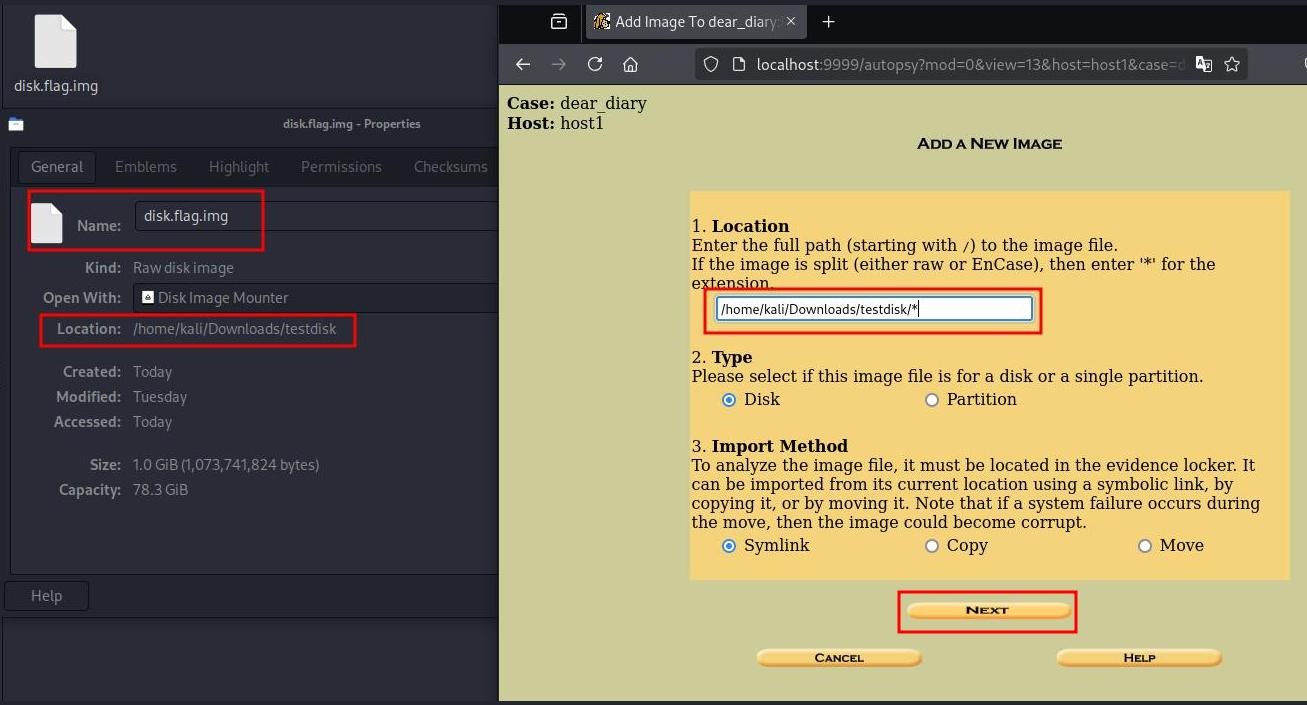 disk.flag.img
disk.flag.img - Properties
General Emblems Highlight Permissions Checksums
Name: disk.flag.img
Kind: Raw disk image
Open With: Disk Image Mounter
Location: /home/kali/Downloads/testdisk
Created: Today
Modified: Tuesday
Accessed: Today
Size: 1.0 GiB (1,073,741,824 bytes)
Capacity: 78.3 GiB
Help
Add Image To dear_diary:
localhost:9999/autopsy?mod=0&view=13&host=host1&case=d
Case: dear_diary
Host: host1
ADD A NEW IMAGE
1. Location
Enter the full path (starting with /) to the image file.
If the image is split (either raw or EnCase), then enter '*' for the
extension.
/home/kali/Downloads/testdisk/*
2. Type
Please select if this image file is for a disk or a single partition.
Disk Partition
3. Import Method
To analyze the image file, it must be located in the evidence locker. It
can be imported from its current location using a symbolic link, by
copying it, or by moving it. Note that if a system failure occurs during
the move, then the image could become corrupt.
Symlink Copy Move
NEXT
CANCEL HELP